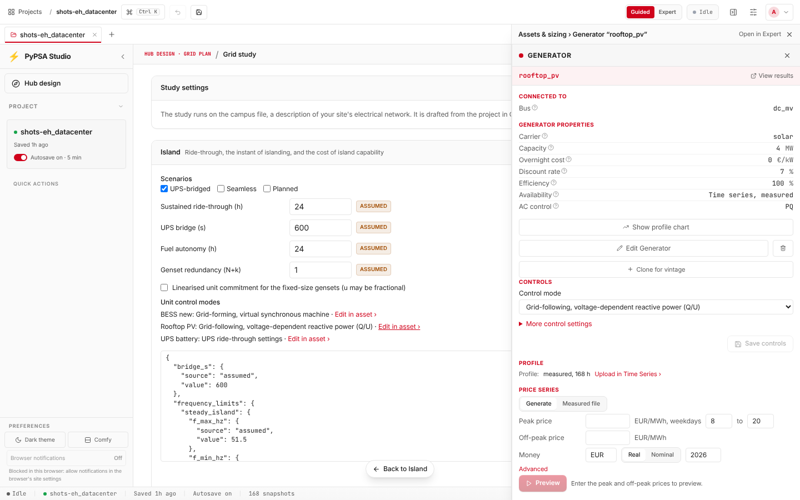 Projects / shots-eh_datacenter Ctrl K Guided Expert Idle A
shots-eh_datacenter
PyPSA Studio
Hub design
PROJECT
shots-eh_datacenter
Saved 1h ago
Autosave on · 5 min
QUICK ACTIONS
PREFERENCES
Dark theme
Comfy
Browser notifications Off
Blocked in this browser: allow notifications in the browser's site settings
HUB DESIGN · GRID PLAN / Grid study
Study settings
The study runs on the campus file, a description of your site's electrical network. It is drafted from the project in
Island Ride-through, the instant of islanding, and the cost of island capability
Scenarios
UPS-bridged Seamless Planned
Sustained ride-through (h) 24 ASSUMED
UPS bridge (s) 600 ASSUMED
Fuel autonomy (h) 24 ASSUMED
Genset redundancy (N+k) 1 ASSUMED
Linearised unit commitment for the fixed-size gensets (u may be fractional)
Unit control modes
BESS new: Grid-forming, virtual synchronous machine · Edit in asset ›
Rooftop PV: Grid-following, voltage-dependent reactive power (Q/U) · Edit in asset ›
UPS battery: UPS ride-through settings · Edit in asset ›
{
"bridge_s": {
"source": "assumed",
"value": 600
},
"frequency_limits": {
"steady_island": {
"f_max_hz": {
"source": "assumed",
"value": 51.5
},
"f_min_hz": {
Back to Island
Assets & sizing › Generator "rooftop_pv" Open in Expert
GENERATOR
rooftop_pv View results
CONNECTED TO
Bus dc_mv
GENERATOR PROPERTIES
Carrier solar
Capacity 4 MW
Overnight cost 0 €/kW
Discount rate 7 %
Efficiency 100 %
Availability Time series, measured
AC control PQ
Show profile chart
Edit Generator
Clone for vintage
CONTROLS
Control mode
Grid-following, voltage-dependent reactive power (Q/U)
More control settings
Save controls
PROFILE
Profile: measured, 168 h Upload in Time Series ›
PRICE SERIES
Generate Measured file
Peak price EUR/MWh, weekdays 8 to 20
Off-peak price EUR/MWh
Money EUR Real Nominal 2026
Advanced
Preview Enter the peak and off-peak prices to preview.
Idle shots-eh_datacenter Saved 1h ago Autosave on 168 snapshots